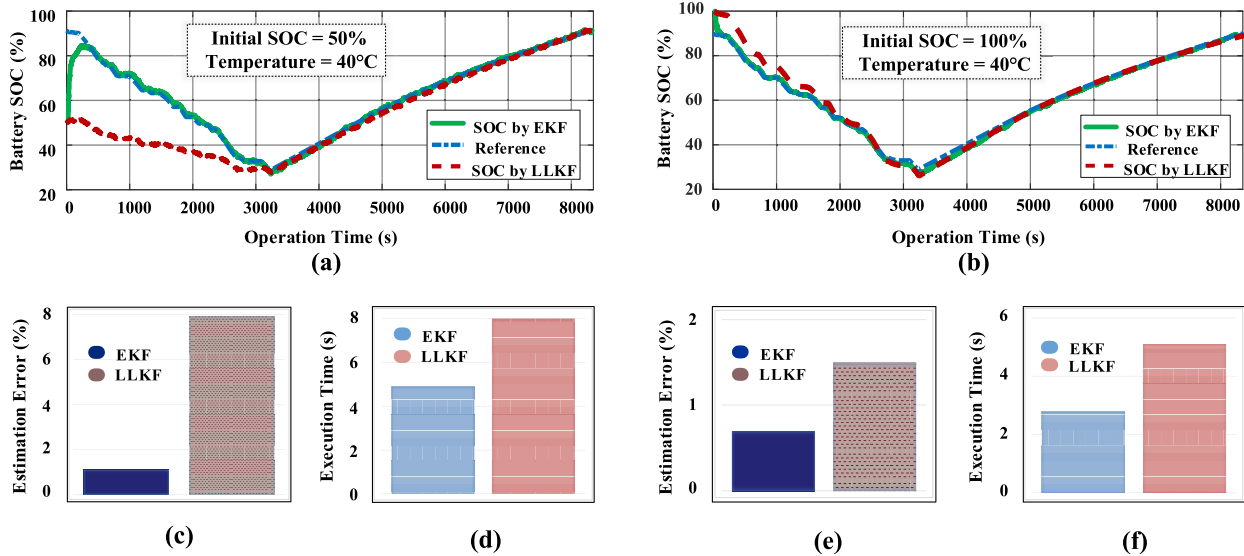 Battery SOC (%)
100
80
60
40
20
Initial SOC = 50%
Temperature = 40°C
SOC by EKF
Reference
SOC by LLKF
0 1000 2000 3000 4000 5000 6000 7000 8000
Operation Time (s)
(a)
Battery SOC (%)
100
80
60
40
20
Initial SOC = 100%
Temperature = 40°C
SOC by EKF
Reference
SOC by LLKF
0 1000 2000 3000 4000 5000 6000 7000 8000
Operation Time (s)
(b)
Estimation Error (%)
8
6
4
2
0
EKF
LLKF
(c)
Execution Time (s)
8
6
4
2
0
EKF
LLKF
(d)
Estimation Error (%)
2
1
0
EKF
LLKF
(e)
Execution Time (s)
6
4
2
0
EKF
LLKF
(f)